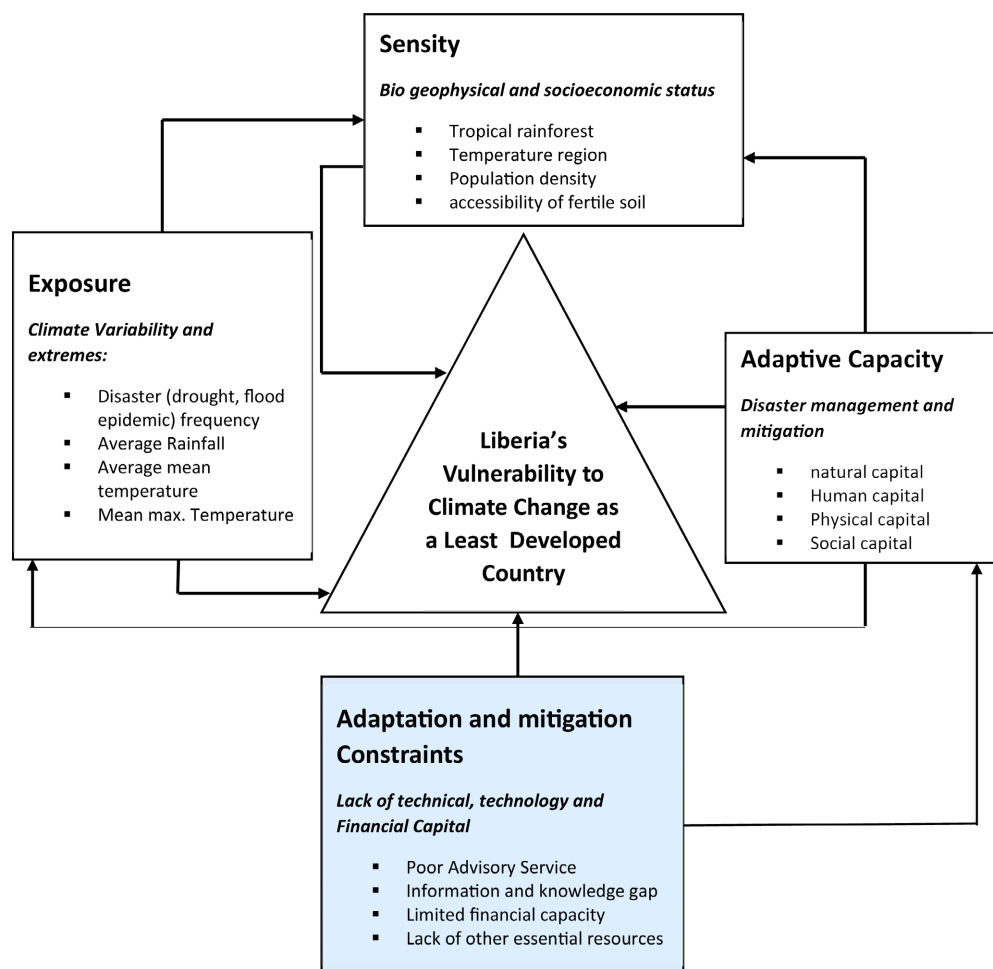 Sensity
Bio geophysical and socioeconomic status
▪ Tropical rainforest
▪ Temperature region
▪ Population density
▪ accessibility of fertile soil
Exposure
Climate Variability and
extremes:
▪ Disaster (drought, flood
epidemic) frequency
▪ Average Rainfall
▪ Average mean
temperature
▪ Mean max. Temperature
Liberia’s
Vulnerability to
Climate Change as
a Least Developed
Country
Adaptive Capacity
Disaster management and
mitigation
▪ natural capital
▪ Human capital
▪ Physical capital
▪ Social capital
Adaptation and mitigation
Constraints
Lack of technical, technology and
Financial Capital
▪ Poor Advisory Service
▪ Information and knowledge gap
▪ Limited financial capacity
▪ Lack of other essential resources